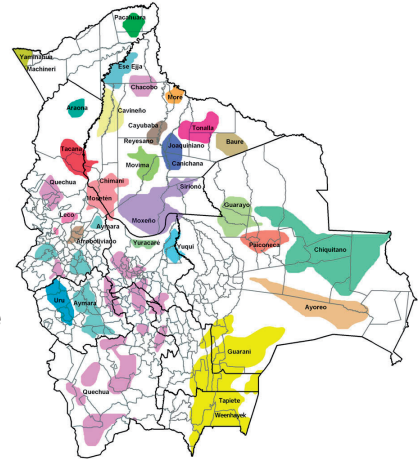 Pacahuara
Yaminahua
Machineri
Ese Ejja
Chacobo
More
Araona
Cavineño
Cayubaba
Tonalla
Reyesano
Joaquiniano
Baure
Tacana
Movima
Canichana
Quechua
Chimani
Sirionó
Mosetén
Leco
Moxeño
Guarayo
Aymara
Afroboliviano
Yuracaré
Yuqui
Paiconeca
Chiquitano
Uru
Aymara
Ayoreo
Guaraní
Quechua
Tapiete
Weenhayek